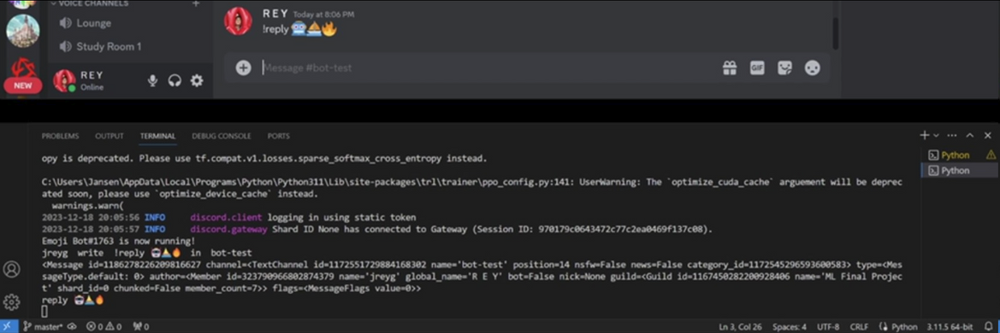 VOICE CHANNELS
Lounge
Study Room 1
R E Y
Online
NEW
R E Y Today at 8:06 PM
!reply 🥶⛵🔥
Message #bot-test
GIF
PROBLEMS OUTPUT TERMINAL DEBUG CONSOLE PORTS
opy is deprecated. Please use tf.compat.v1.losses.sparse_softmax_cross_entropy instead.
C:\Users\Jansen\AppData\Local\Programs\Python\Python311\Lib\site-packages\trl\trainer\ppo_config.py:141: UserWarning: The `optimize_cuda_cache` arguement will be deprec
ated soon, please use `optimize_device_cache` instead.
warnings.warn(
2023-12-18 20:05:56 INFO discord.client logging in using static token
2023-12-18 20:05:57 INFO discord.gateway Shard ID None has connected to Gateway (Session ID: 970179c0643472c77c2ea0469f137c08).
Emoji Bot#1763 is now running!
jreyg write !reply 🥶⛵🔥 in bot-test
<Message id=1186278226209816627 channel=<TextChannel id=1172551729884168302 name='bot-test' position=14 nsfw=False news=False category_id=1172545296593600583> type=<Mes
sageType.default: 0> author=<Member id=323790966802874379 name='jreyg' global_name='R E Y' bot=False nick=None guild=<Guild id=1167450282200928406 name='ML Final Projec
t' shard_id=0 chunked=False member_count=7>> flags=<MessageFlags value=0>>
reply 🥶⛵🔥
Python
Python
master* 0 0 0 Ln 3, Col 26 Spaces: 4 UTF-8 CRLF Python 3.11.5 64-bit